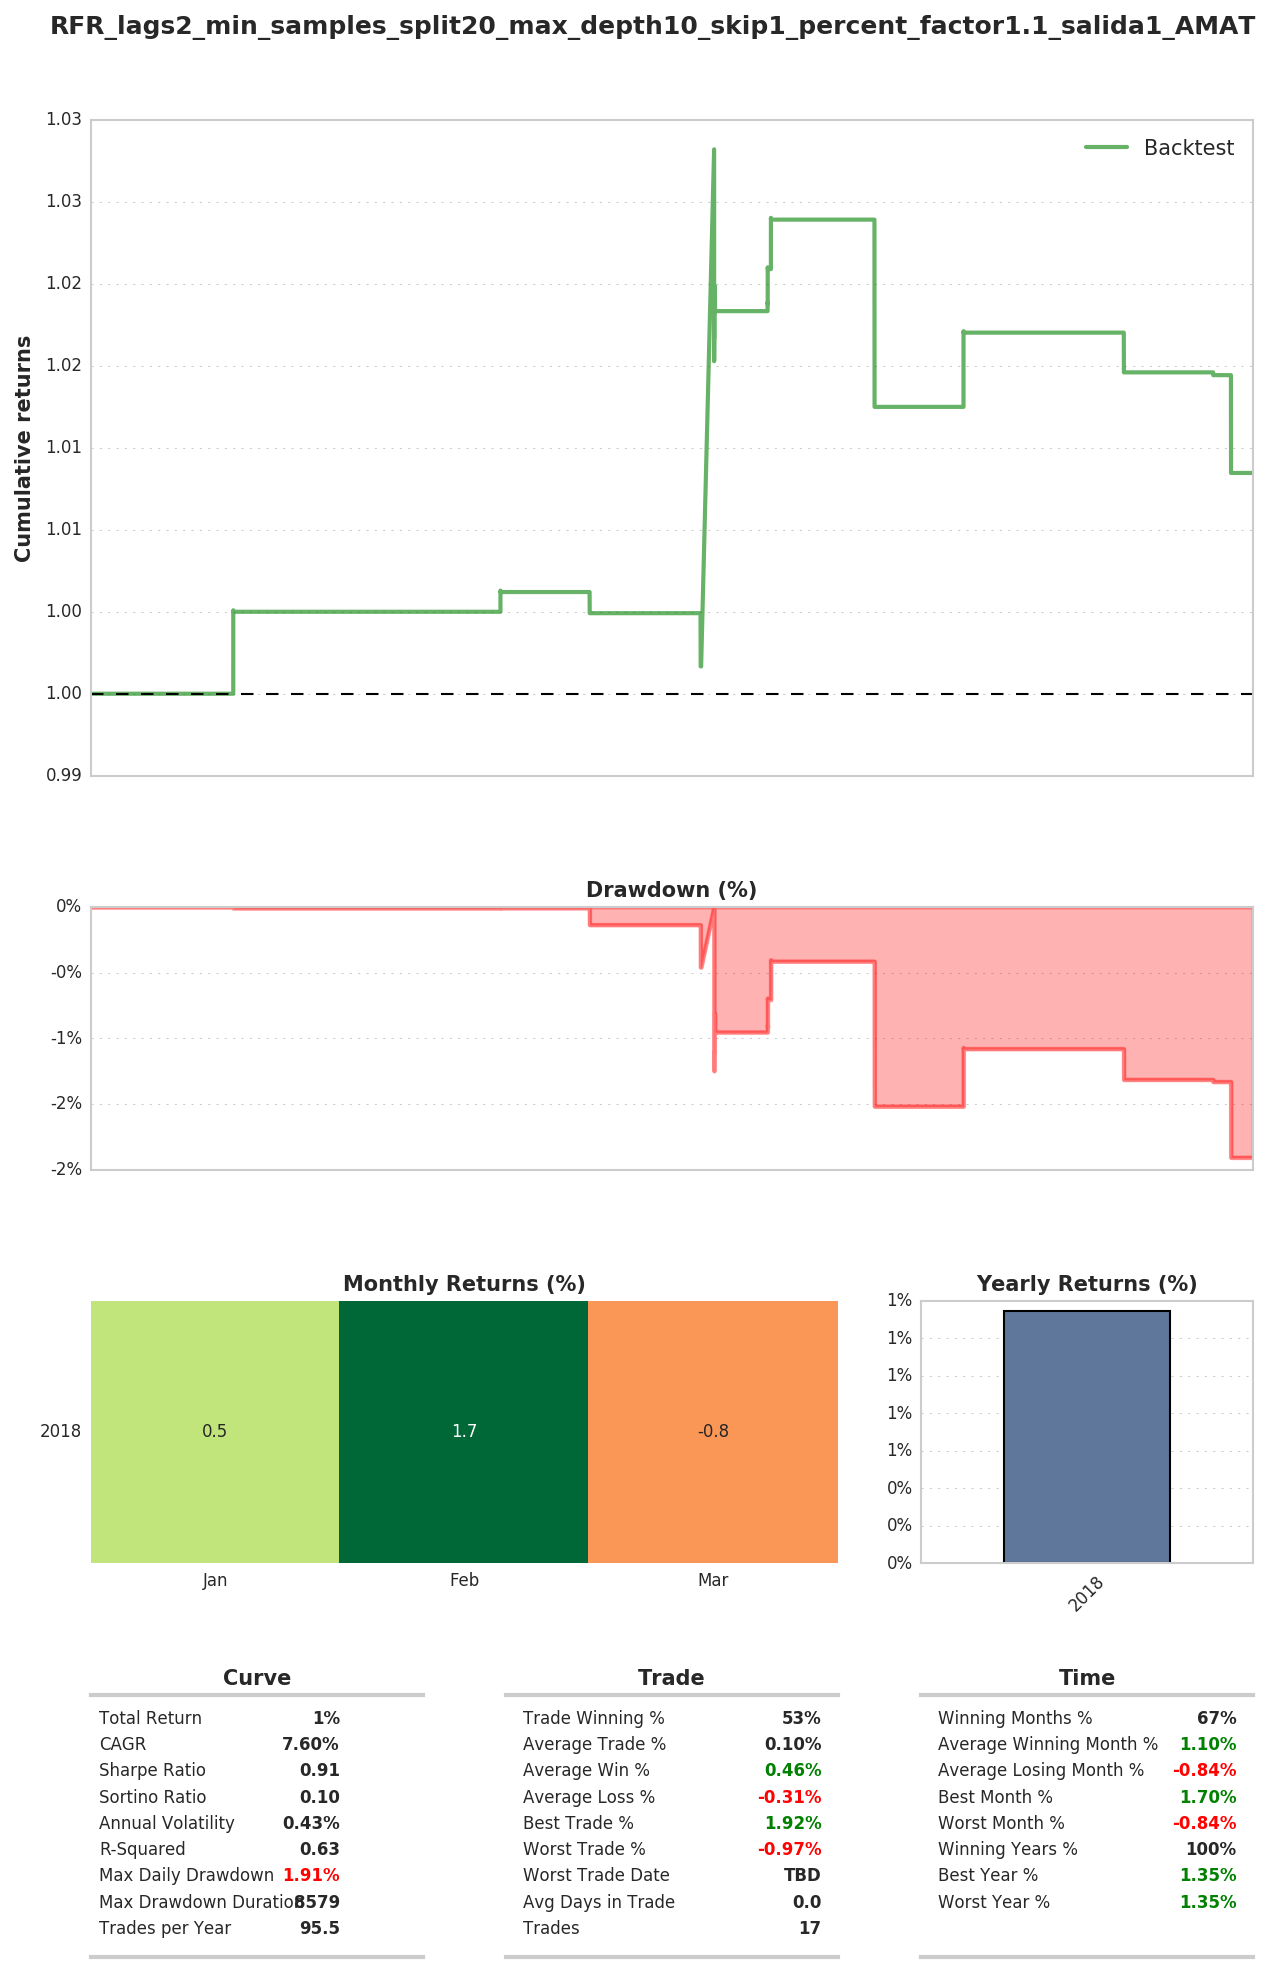 RFR_lags2_min_samples_split20_max_depth10_skip1_percent_factor1.1_salida1_AMAT
1.03
Backtest
1.03
1.02
1.02
1.01
1.01
1.00
1.00
0.99
Cumulative returns
Drawdown (%)
0%
-0%
-1%
-2%
-2%
Monthly Returns (%)
2018
0.5
1.7
-0.8
Jan
Feb
Mar
Yearly Returns (%)
1%
1%
1%
1%
1%
0%
0%
0%
2018
Curve
Total Return 1%
CAGR 7.60%
Sharpe Ratio 0.91
Sortino Ratio 0.10
Annual Volatility 0.43%
R-Squared 0.63
Max Daily Drawdown 1.91%
Max Drawdown Duration 8579
Trades per Year 95.5
Trade
Trade Winning % 53%
Average Trade % 0.10%
Average Win % 0.46%
Average Loss % -0.31%
Best Trade % 1.92%
Worst Trade % -0.97%
Worst Trade Date TBD
Avg Days in Trade 0.0
Trades 17
Time
Winning Months % 67%
Average Winning Month % 1.10%
Average Losing Month % -0.84%
Best Month % 1.70%
Worst Month % -0.84%
Winning Years % 100%
Best Year % 1.35%
Worst Year % 1.35%